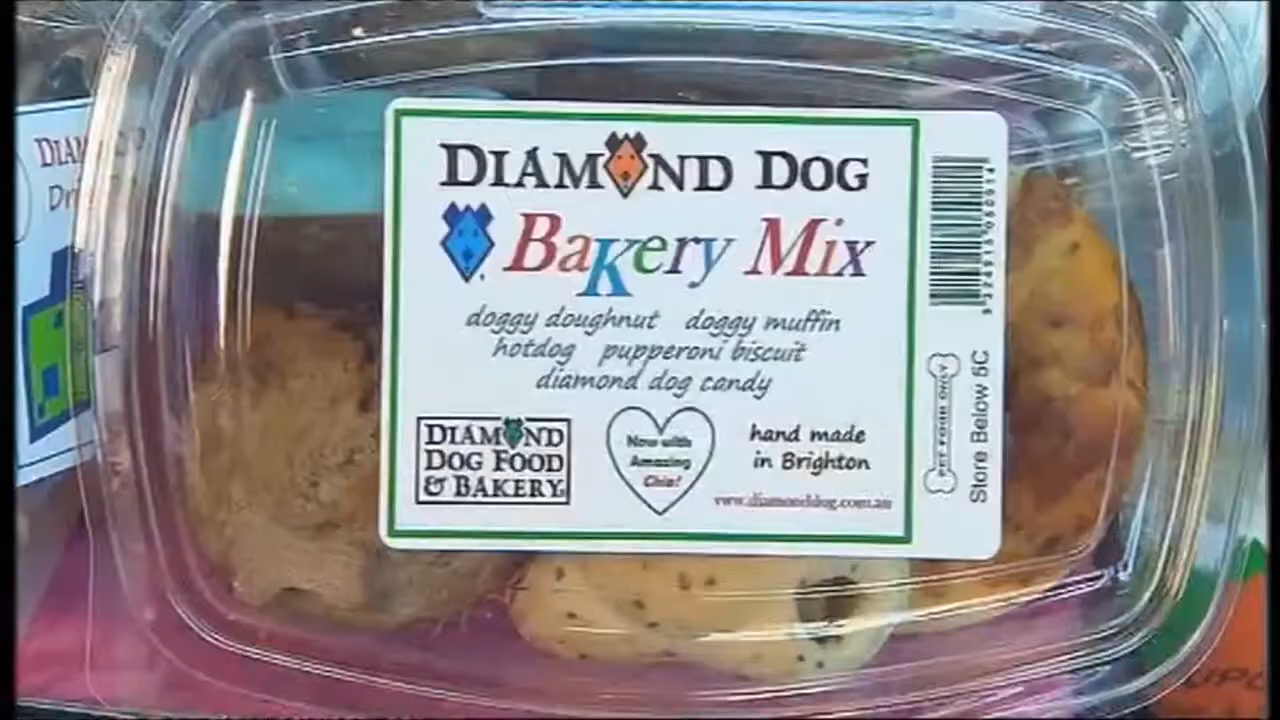 DIAMOND DOG
Bakery Mix
doggy doughnut doggy muffin
hotdog pupperoni biscuit
diamond dog candy
DIAMOND
DOG FOOD
& BAKERY
Now with
Amazing
Chia!
hand made
in Brighton
www.diamonddog.com.au
PET FOOD ONLY
Store Below 5C
DIAMOND